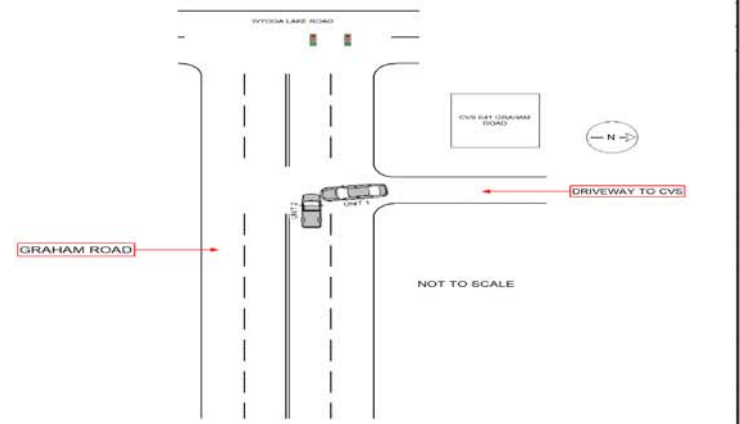 WYOGA LAKE ROAD
CVS 641 GRAHAM
ROAD
N
DRIVEWAY TO CVS
UNIT 1
UNIT 2
GRAHAM ROAD
NOT TO SCALE